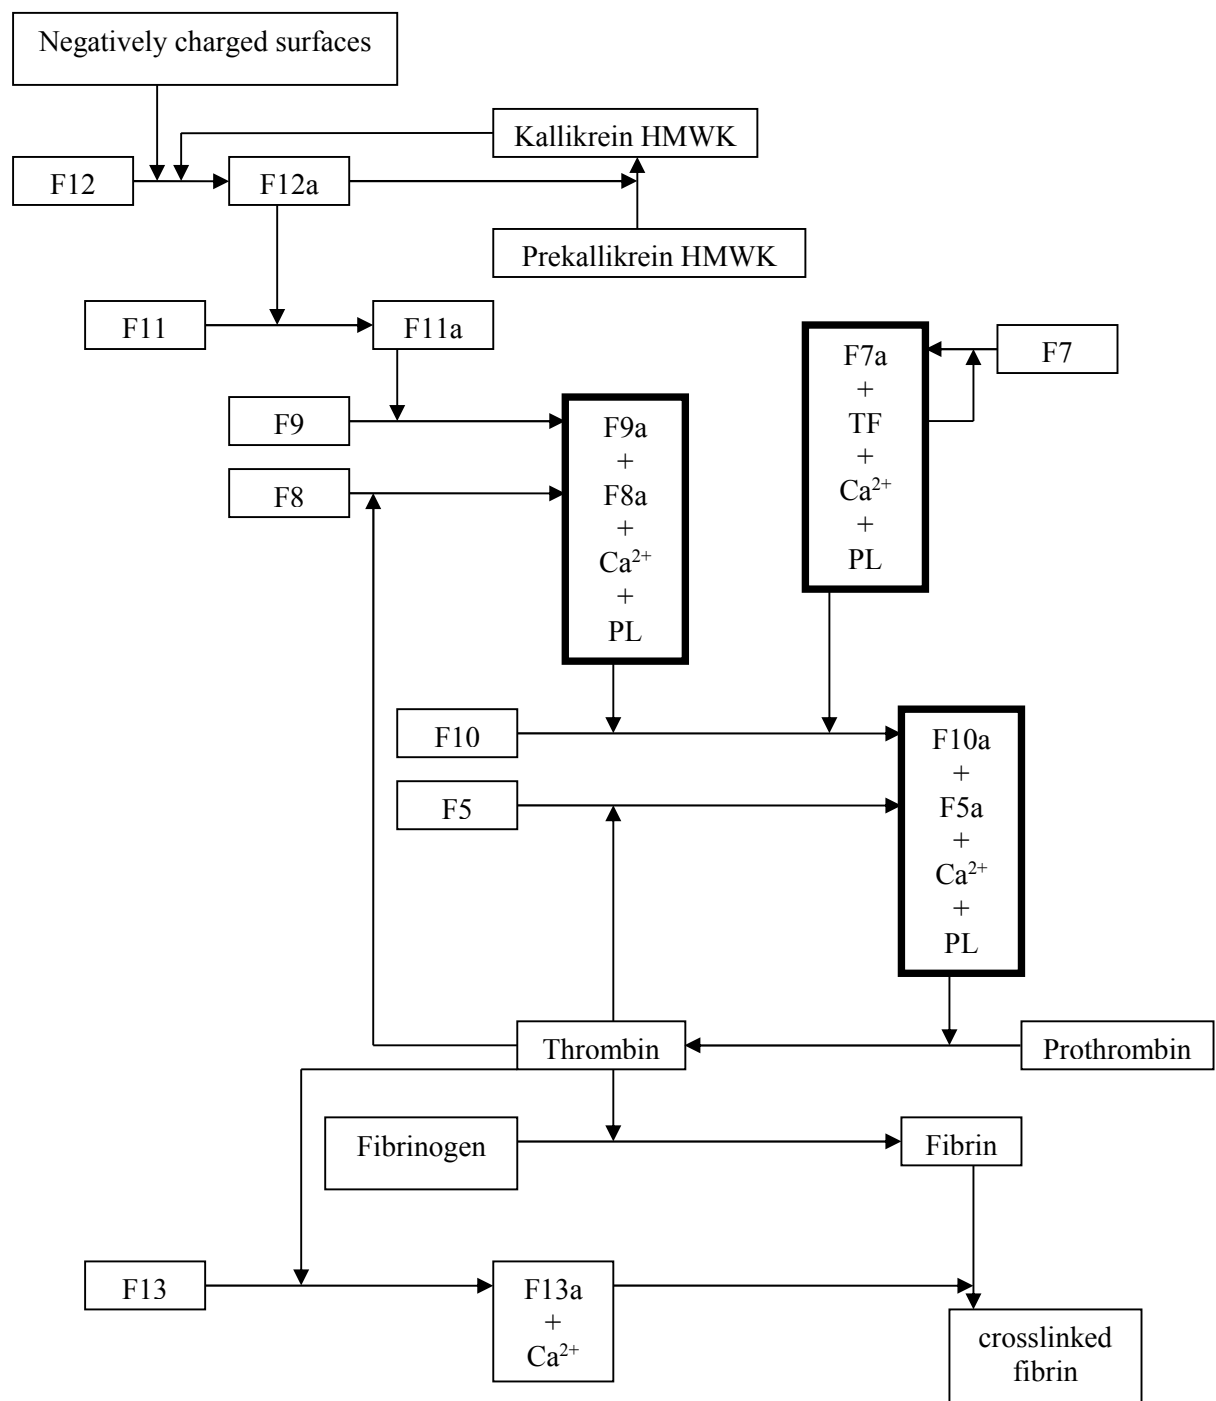 Negatively charged surfaces
Kallikrein HMWK
F12
F12a
Prekallikrein HMWK
F11
F11a
F7a
+
TF
+
Ca²⁺
+
PL
F7
F9
F8
F9a
+
F8a
+
Ca²⁺
+
PL
F10
F5
F10a
+
F5a
+
Ca²⁺
+
PL
Thrombin
Prothrombin
Fibrinogen
Fibrin
F13
F13a
+
Ca²⁺
crosslinked
fibrin